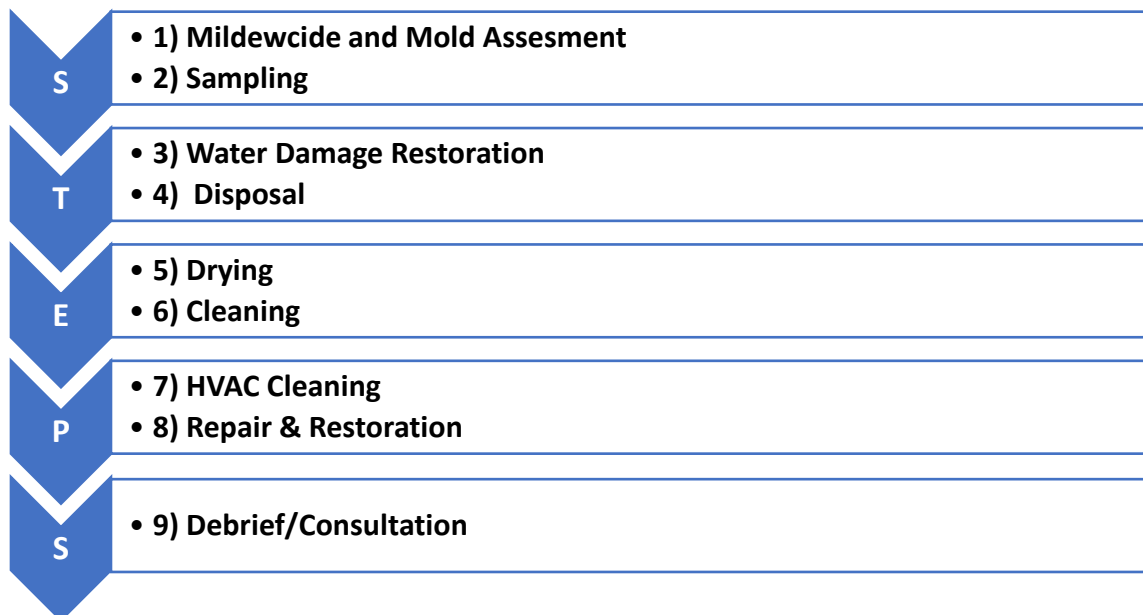 S
• 1) Mildewcide and Mold Assesment
• 2) Sampling
T
• 3) Water Damage Restoration
• 4)  Disposal
E
• 5) Drying
• 6) Cleaning
P
• 7) HVAC Cleaning
• 8) Repair & Restoration
S
• 9) Debrief/Consultation